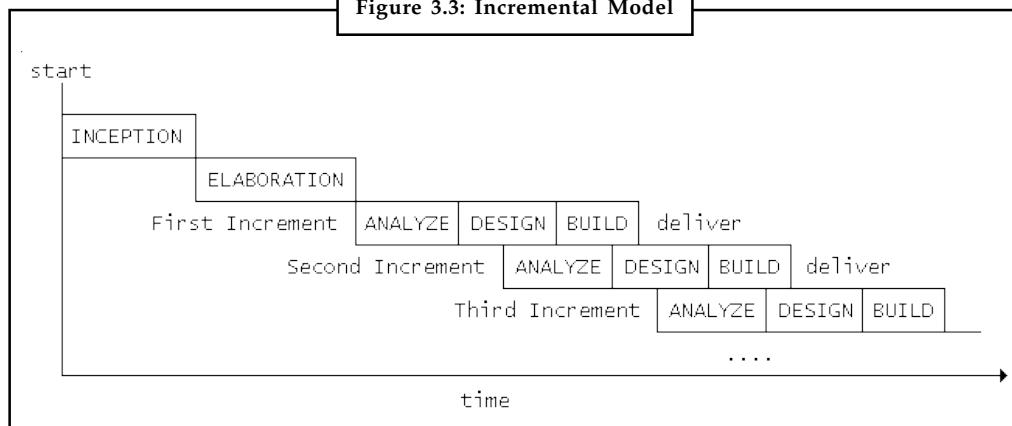 Figure 3.3: Incremental Model
start
INCEPTION
ELABORATION
First Increment ANALYZE DESIGN BUILD deliver
Second Increment ANALYZE DESIGN BUILD deliver
Third Increment ANALYZE DESIGN BUILD
....
time